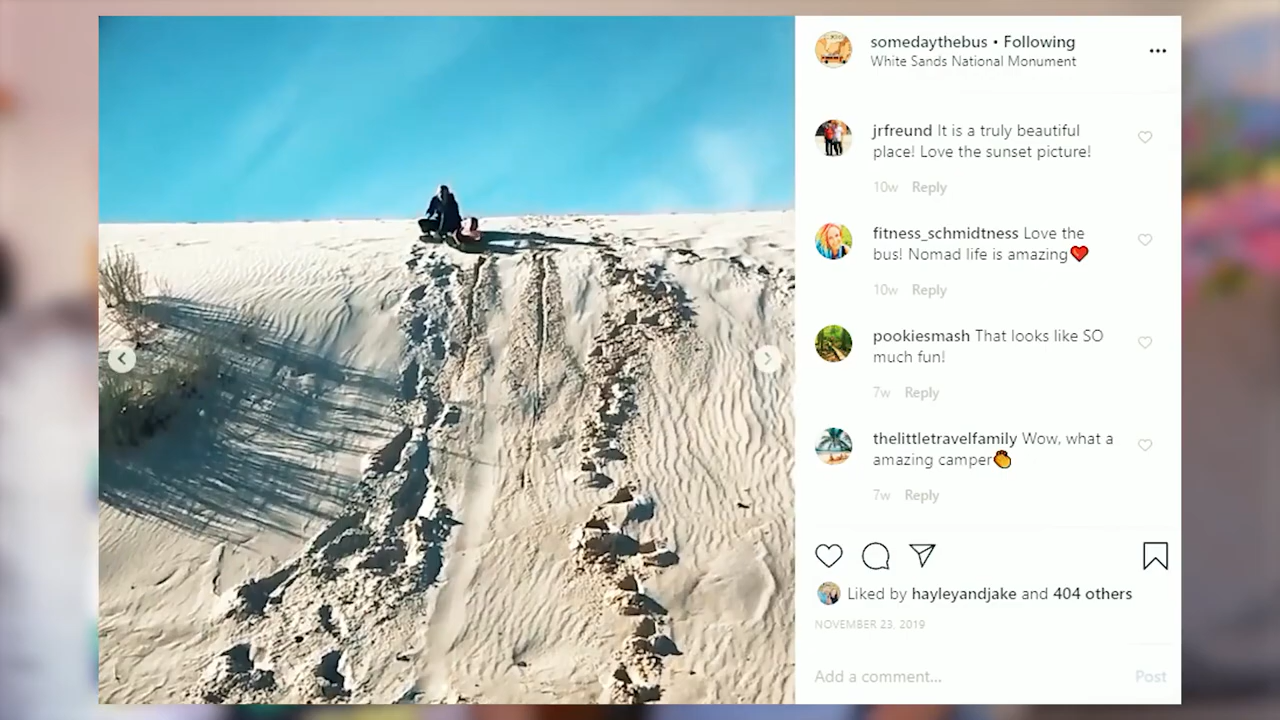 somedaythebus • Following
White Sands National Monument
jrfreund It is a truly beautiful
place! Love the sunset picture!
10w Reply
fitness_schmidtness Love the
bus! Nomad life is amazing❤️
10w Reply
pookiesmash That looks like SO
much fun!
7w Reply
thelittletravelfamily Wow, what a
amazing camper👏
7w Reply
Liked by hayleyandjake and 404 others
NOVEMBER 23, 2019
Add a comment... Post